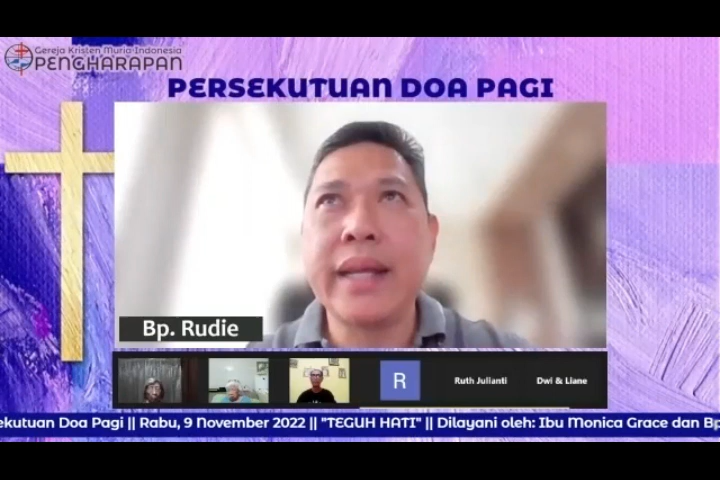 Gereja Kristen Muria Indonesia
PENGHARAPAN
PERSEKUTUAN DOA PAGI
Bp. Rudie
R
Ruth Julianti
Dwi & Liane
ekutuan Doa Pagi || Rabu, 9 November 2022 || "TEGUH HATI" || Dilayani oleh: Ibu Monica Grace dan Bp